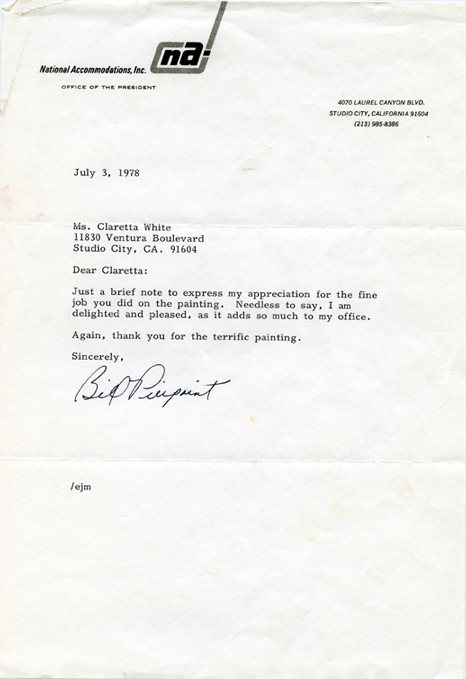 na
National Accommodations, Inc.
OFFICE OF THE PRESIDENT
4070 LAUREL CANYON BLVD.
STUDIO CITY, CALIFORNIA 91604
(213) 985-8386
July 3, 1978
Ms. Claretta White
11830 Ventura Boulevard
Studio City, CA. 91604
Dear Claretta:
Just a brief note to express my appreciation for the fine
job you did on the painting. Needless to say, I am
delighted and pleased, as it adds so much to my office.
Again, thank you for the terrific painting.
Sincerely,
Bill Pierpoint
/ejm